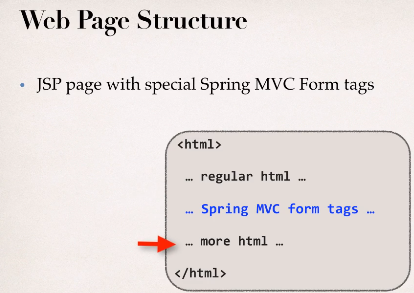 Web Page Structure
• JSP page with special Spring MVC Form tags
<html>
… regular html …
… Spring MVC form tags …
… more html …
</html>